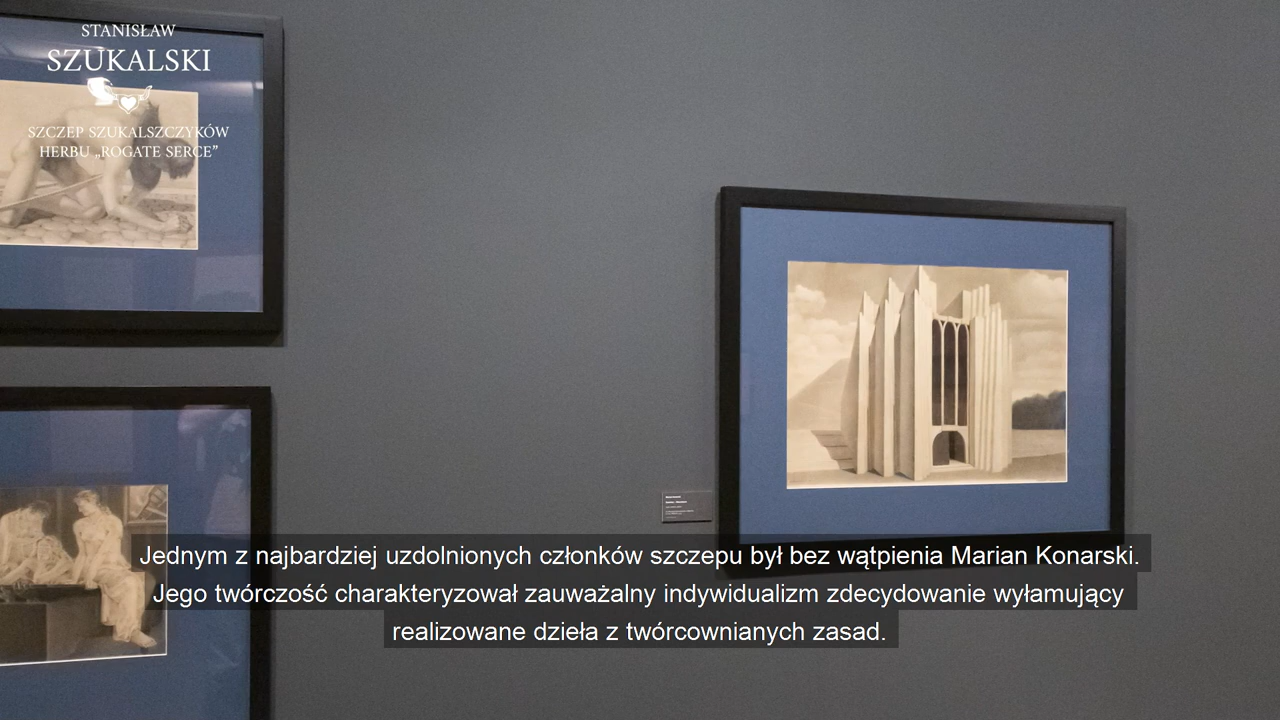 STANISŁAW
SZUKALSKI
SZCZEP SZUKALSZCZYKÓW
HERBU „ROGATE SERCE”
Jednym z najbardziej uzdolnionych członków szczepu był bez wątpienia Marian Konarski.
Jego twórczość charakteryzował zauważalny indywidualizm zdecydowanie wyłamujący
realizowane dzieła z twórcownianych zasad.